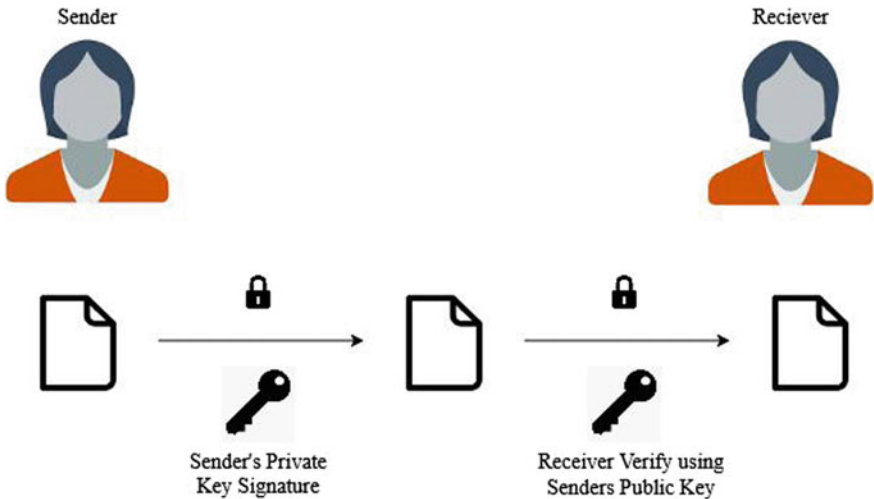 Sender
Reciever
Sender's Private
Key Signature
Receiver Verify using
Senders Public Key